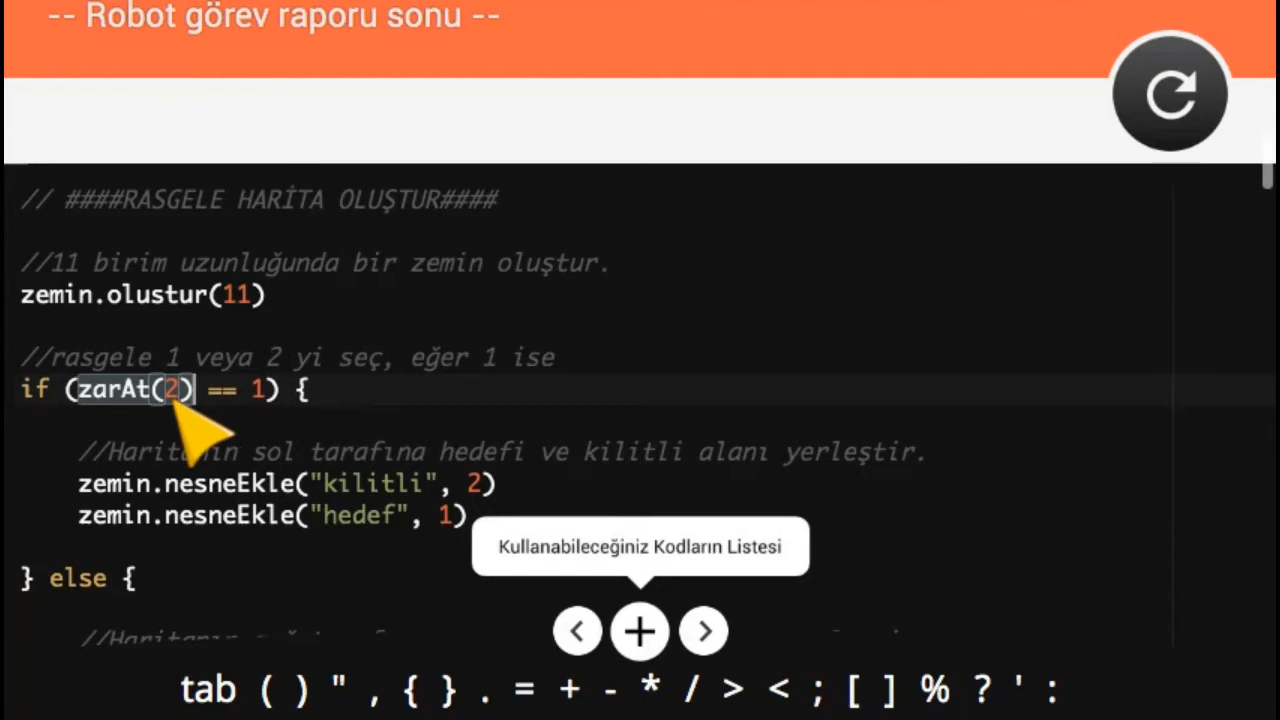 -- Robot görev raporu sonu --
// ####RASGELE HARİTA OLUŞTUR####
//11 birim uzunluğunda bir zemin oluştur.
zemin.olustur(11)
//rasgele 1 veya 2 yi seç, eğer 1 ise
if (zarAt(2) == 1) {
//Haritanın sol tarafına hedefi ve kilitli alanı yerleştir.
zemin.nesneEkle("kilitli", 2)
zemin.nesneEkle("hedef", 1)
Kullanabileceğiniz Kodların Listesi
} else {
//Haritanın
tab ( ) " , { } . = + - * / > < ; [ ] % ? ' :